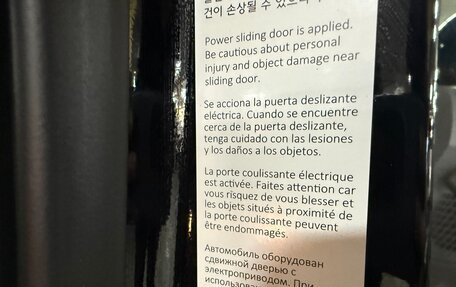 건이 손상될 수 있으니
Power sliding door is applied.
Be cautious about personal
injury and object damage near
sliding door.
Se acciona la puerta deslizante
eléctrica. Cuando se encuentre
cerca de la puerta deslizante,
tenga cuidado con las lesiones
y los daños a los objetos.
La porte coulissante électrique
est activée. Faites attention car
vous risquez de vous blesser et
les objets situés à proximité de
la porte coulissante peuvent
être endommagés.
Автомобиль оборудован
сдвижной дверью с
электроприводом. При